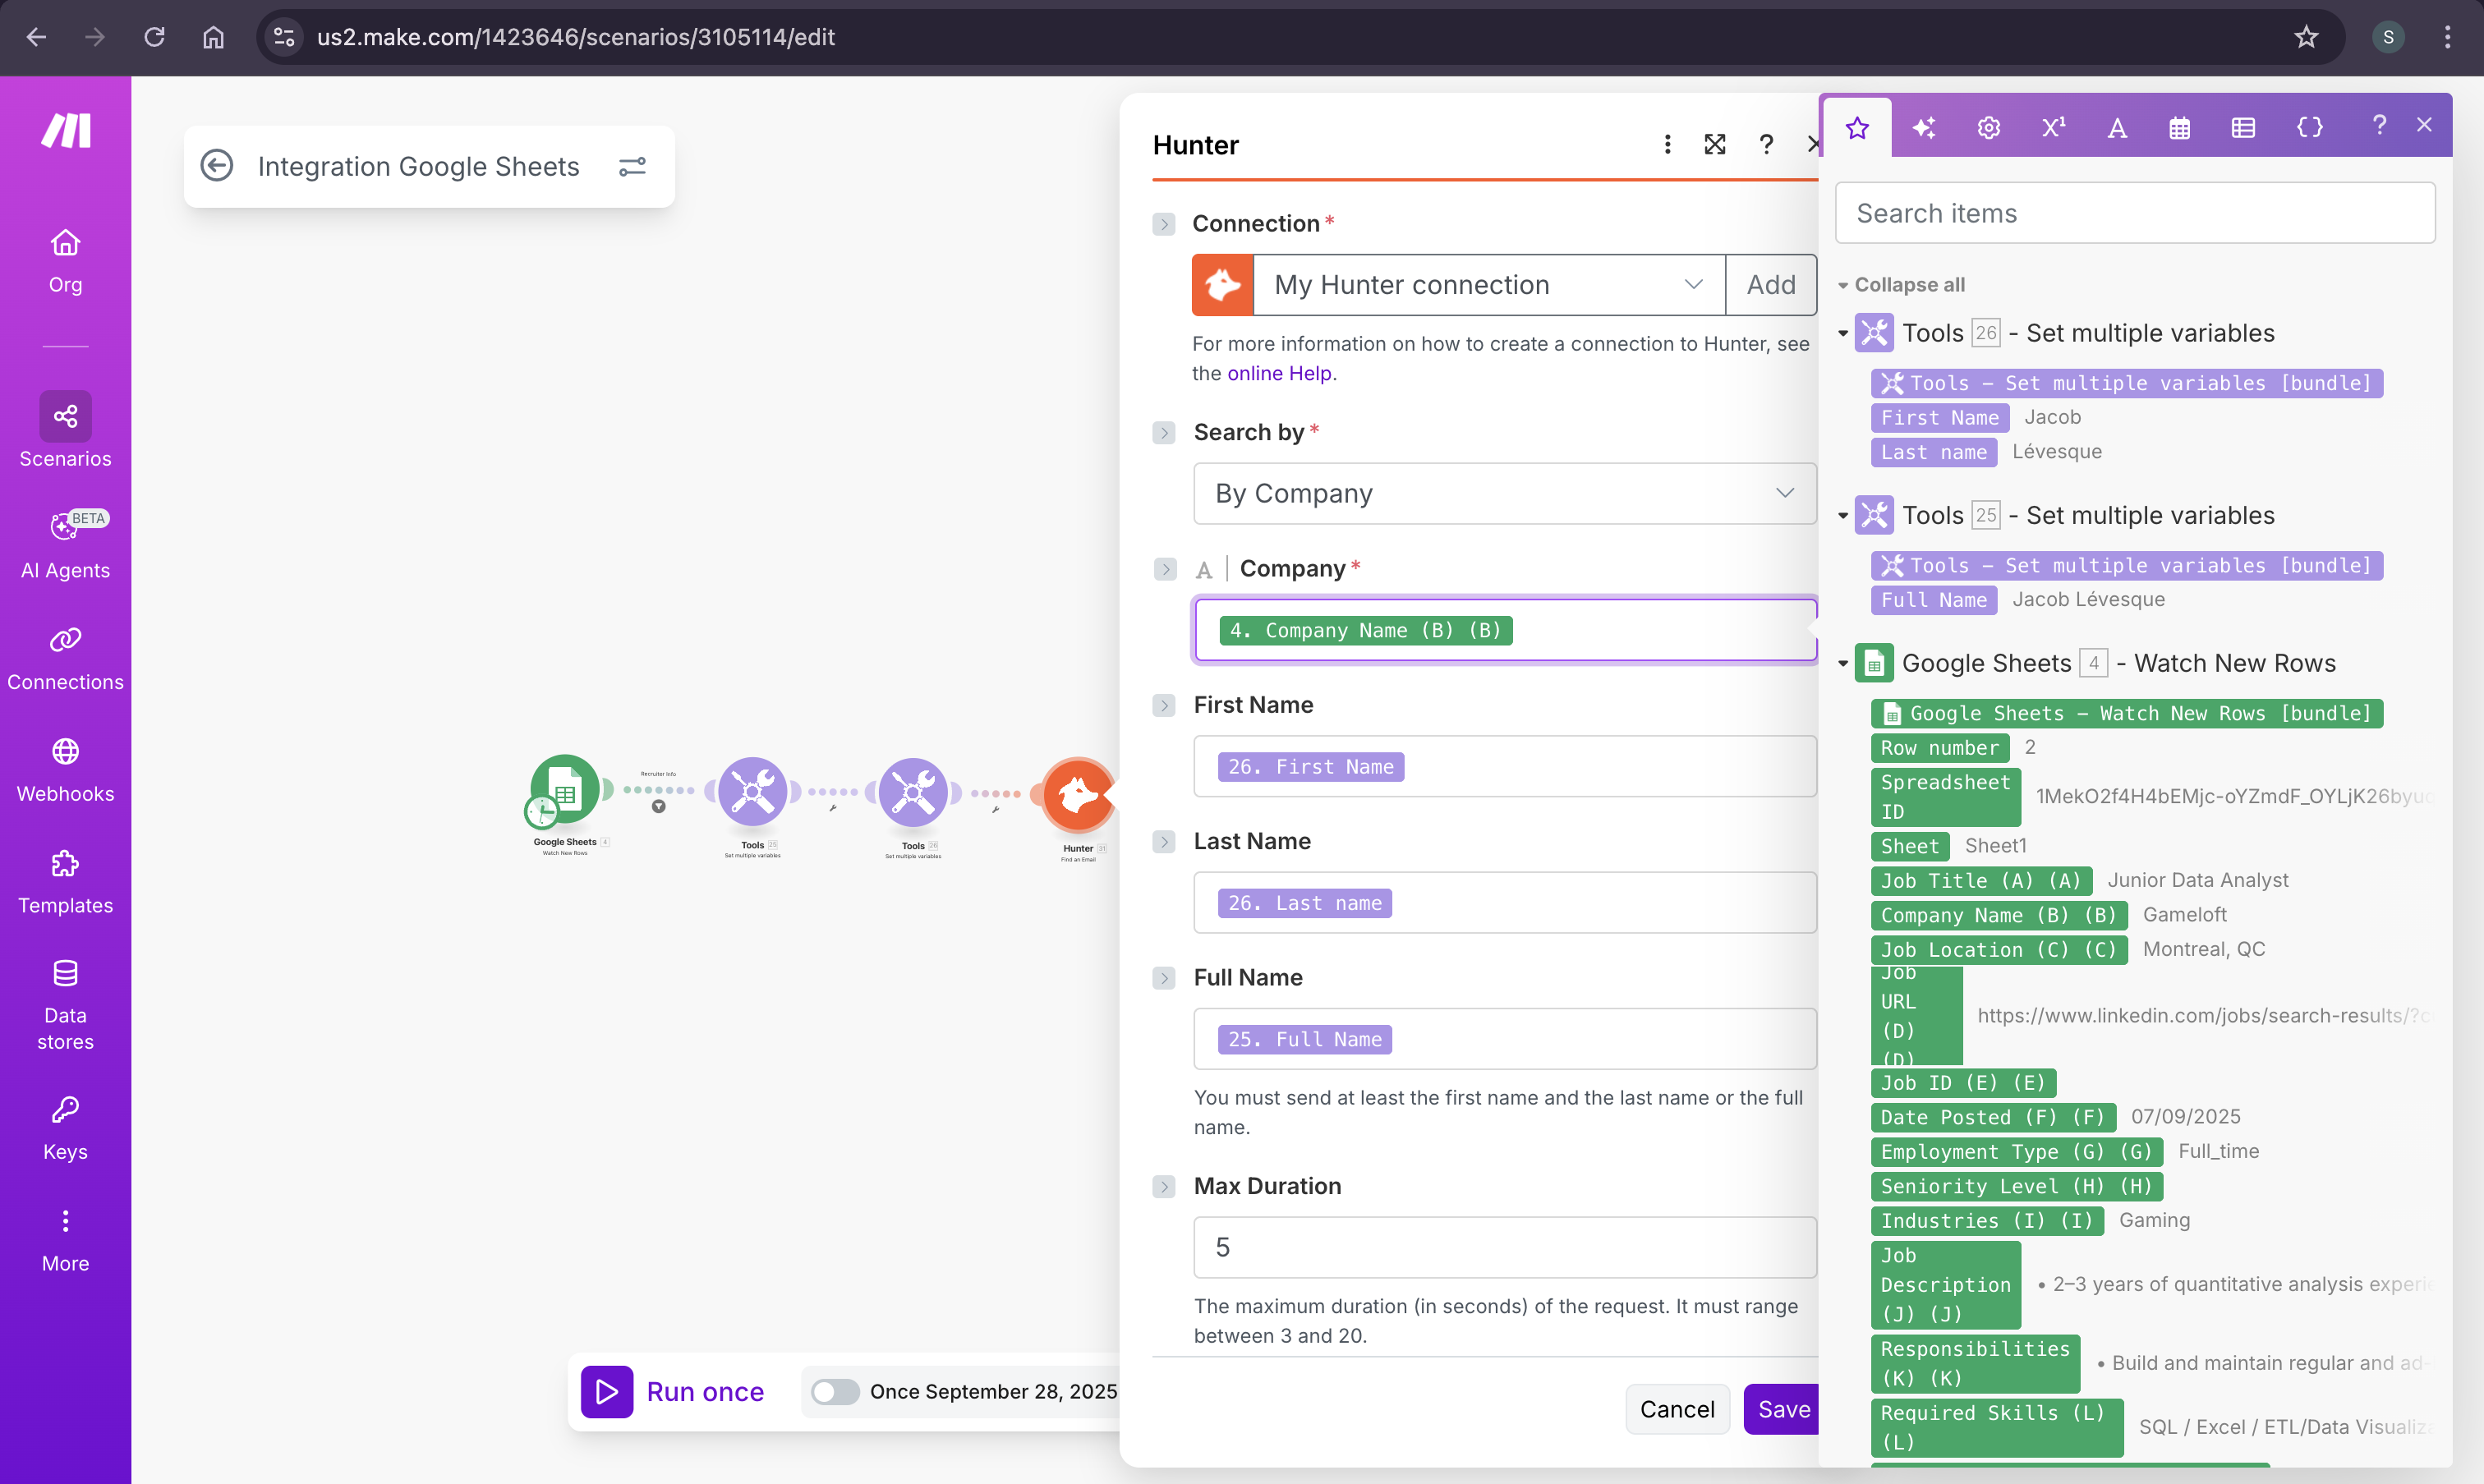 us2.make.com/1423646/scenarios/3105114/edit
S
Integration Google Sheets
Org
Scenarios
BETA
AI Agents
Connections
Webhooks
Templates
Data
stores
Keys
More
Recruiter Info
Google Sheets 4
Watch New Rows
Tools 25
Set multiple variables
Tools 26
Set multiple variables
Hunter 31
Find an Email
Run once
Once September 28, 2025
Hunter
Connection *
My Hunter connection
Add
For more information on how to create a connection to Hunter, see
the online Help.
Search by *
By Company
A | Company *
4. Company Name (B) (B)
First Name
26. First Name
Last Name
26. Last name
Full Name
25. Full Name
You must send at least the first name and the last name or the full
name.
Max Duration
5
The maximum duration (in seconds) of the request. It must range
between 3 and 20.
Cancel
Save
Search items
Collapse all
Tools 26 - Set multiple variables
Tools – Set multiple variables [bundle]
First Name Jacob
Last name Lévesque
Tools 25 - Set multiple variables
Tools – Set multiple variables [bundle]
Full Name Jacob Lévesque
Google Sheets 4 - Watch New Rows
Google Sheets – Watch New Rows [bundle]
Row number 2
Spreadsheet
ID
1MekO2f4H4bEMjc-oYZmdF_OYLjK26byuo
Sheet Sheet1
Job Title (A) (A) Junior Data Analyst
Company Name (B) (B) Gameloft
Job Location (C) (C) Montreal, QC
Job
URL
(D)
(D)
https://www.linkedin.com/jobs/search-results/?c
Job ID (E) (E)
Date Posted (F) (F) 07/09/2025
Employment Type (G) (G) Full_time
Seniority Level (H) (H)
Industries (I) (I) Gaming
Job
Description
(J) (J)
• 2–3 years of quantitative analysis experie
Responsibilities
(K) (K)
• Build and maintain regular and ad-
Required Skills (L)
(L)
SQL / Excel / ETL/Data Visualiza